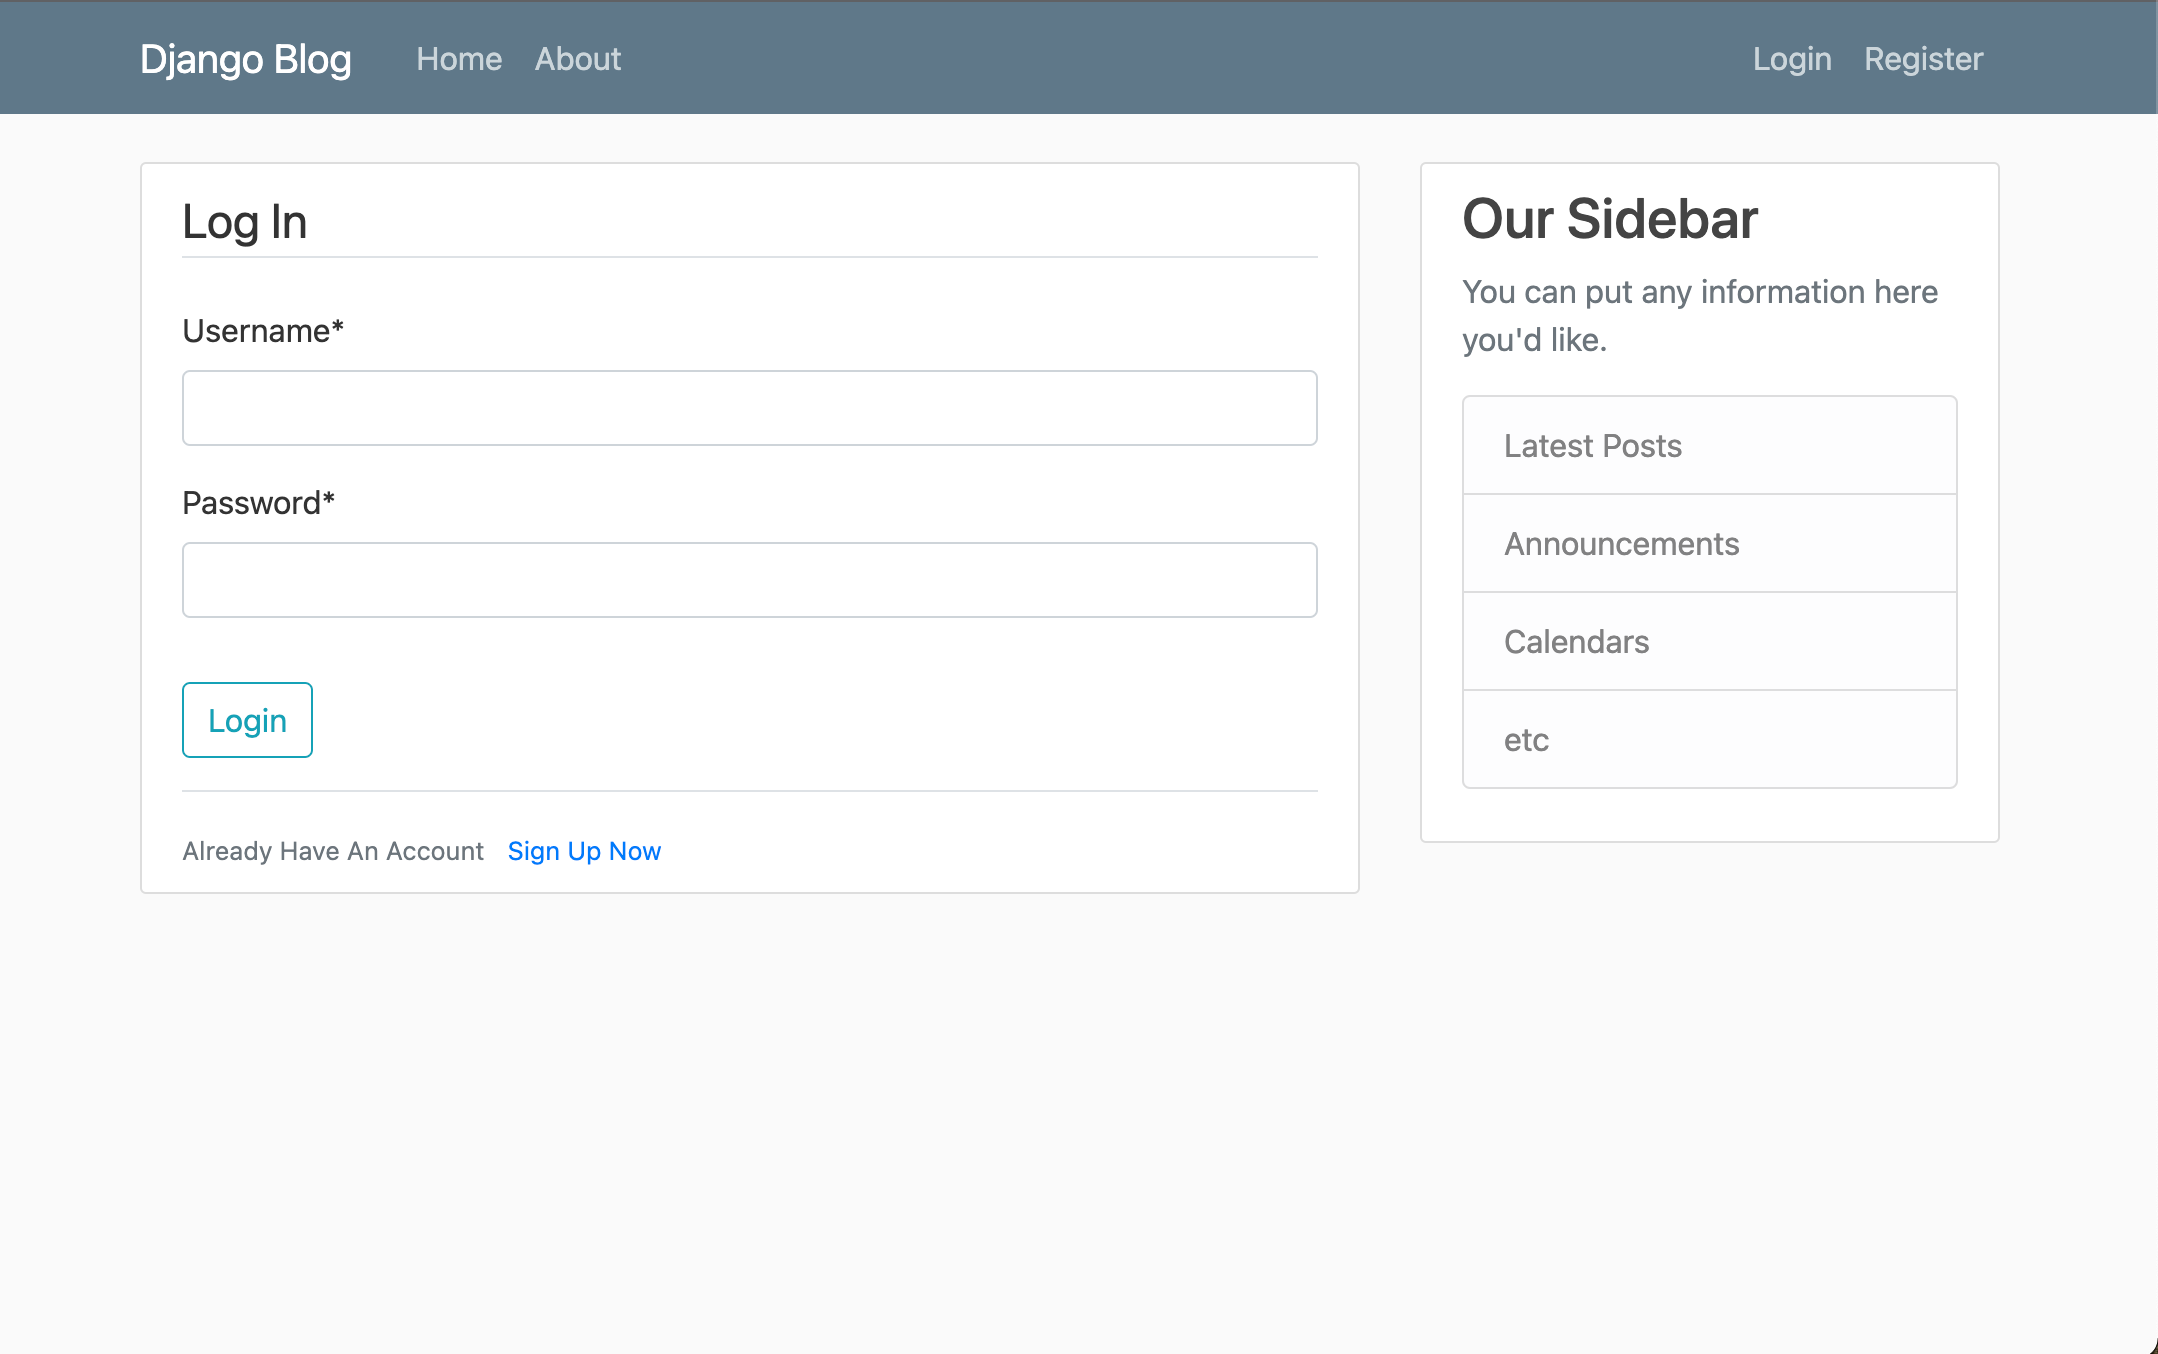 Django Blog Home About Login Register
Log In
Username*
Password*
Login
Already Have An Account Sign Up Now
Our Sidebar
You can put any information here
you'd like.
Latest Posts
Announcements
Calendars
etc